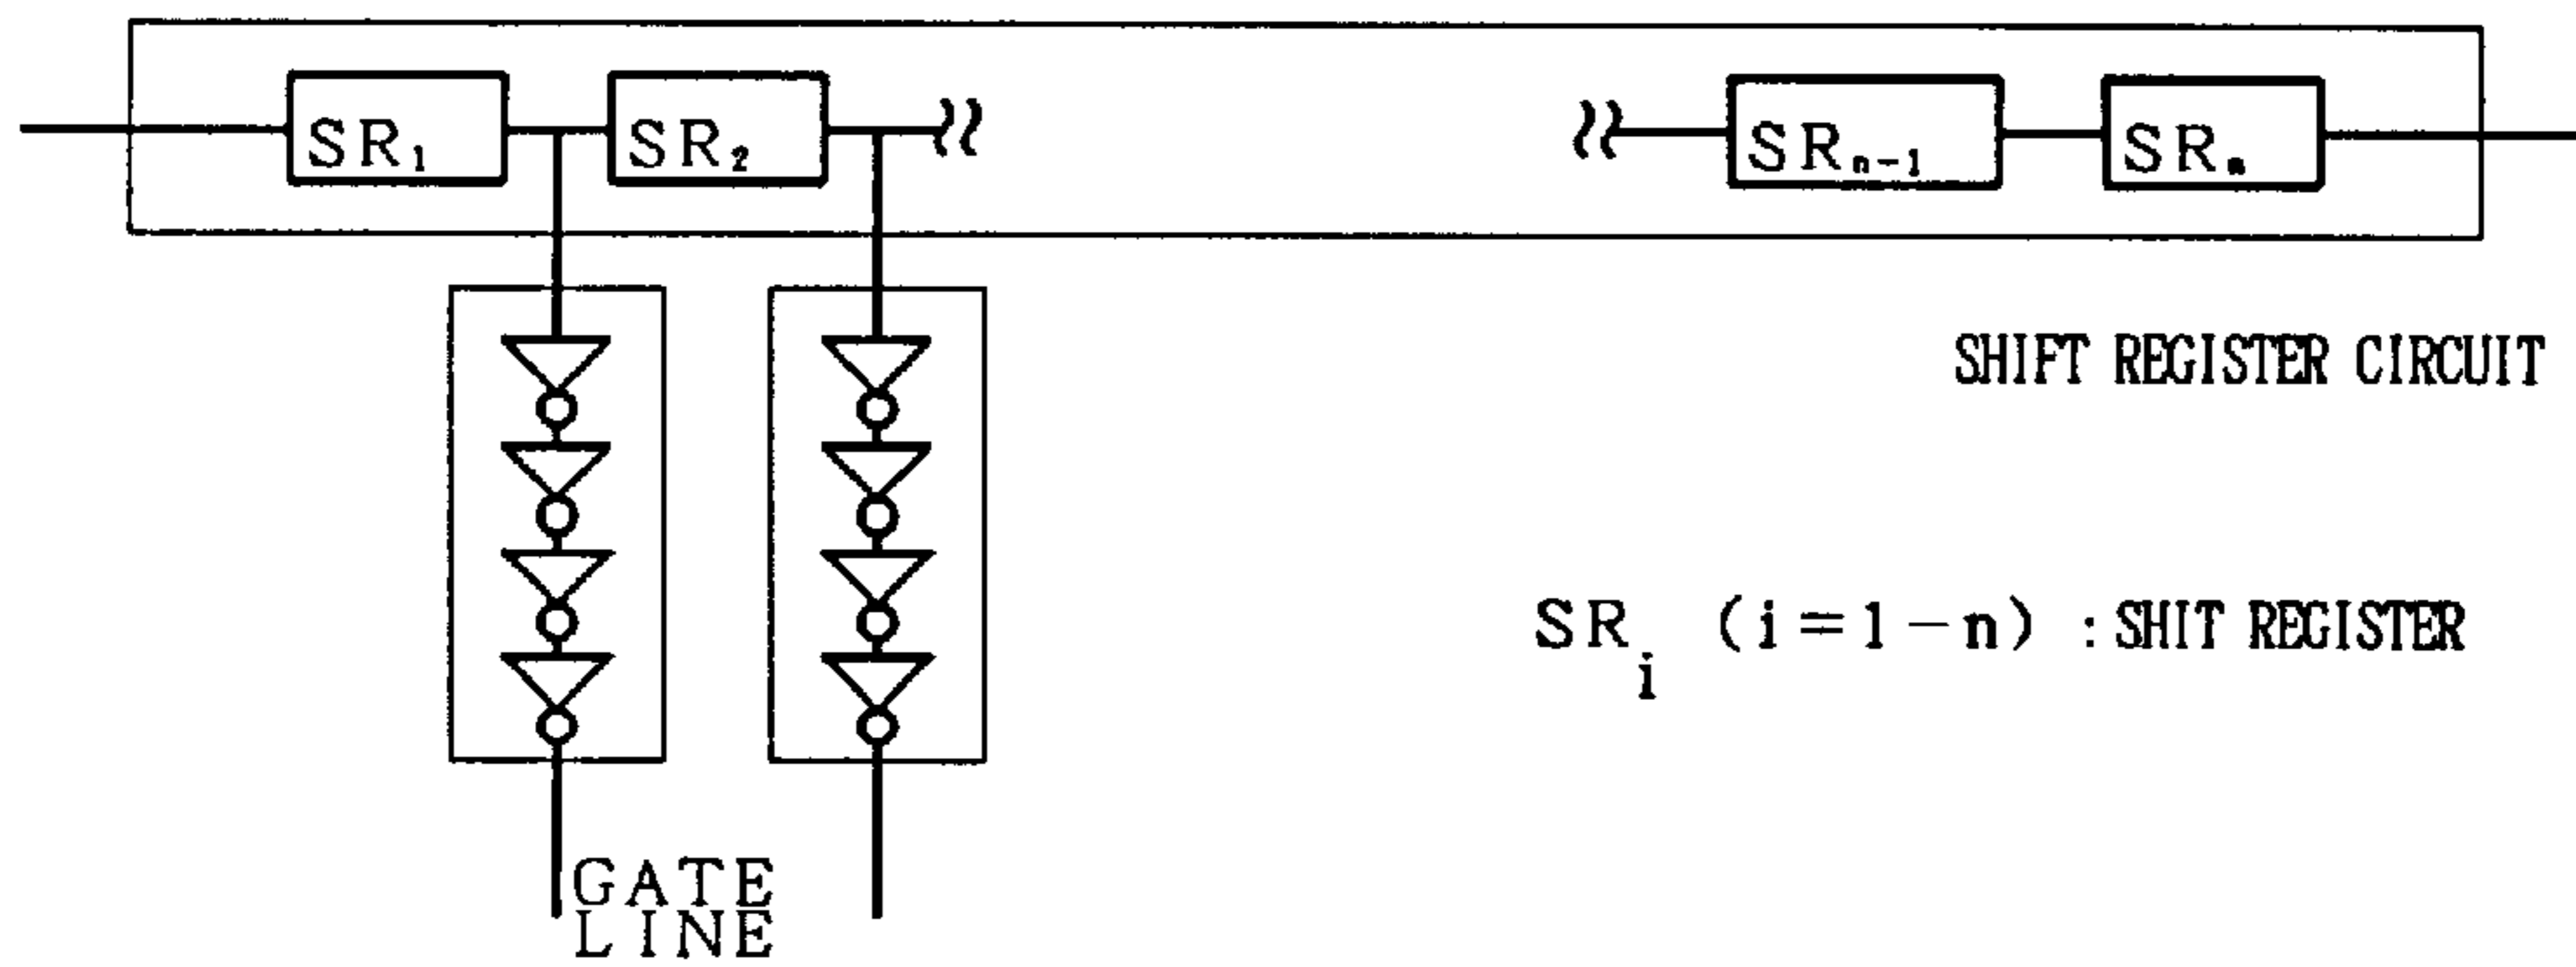 SR₁ SR₂ SRₙ₋₁ SRₙ
SHIFT REGISTER CIRCUIT
SRᵢ (i=1-n) : SHIT REGISTER
GATE
LINE